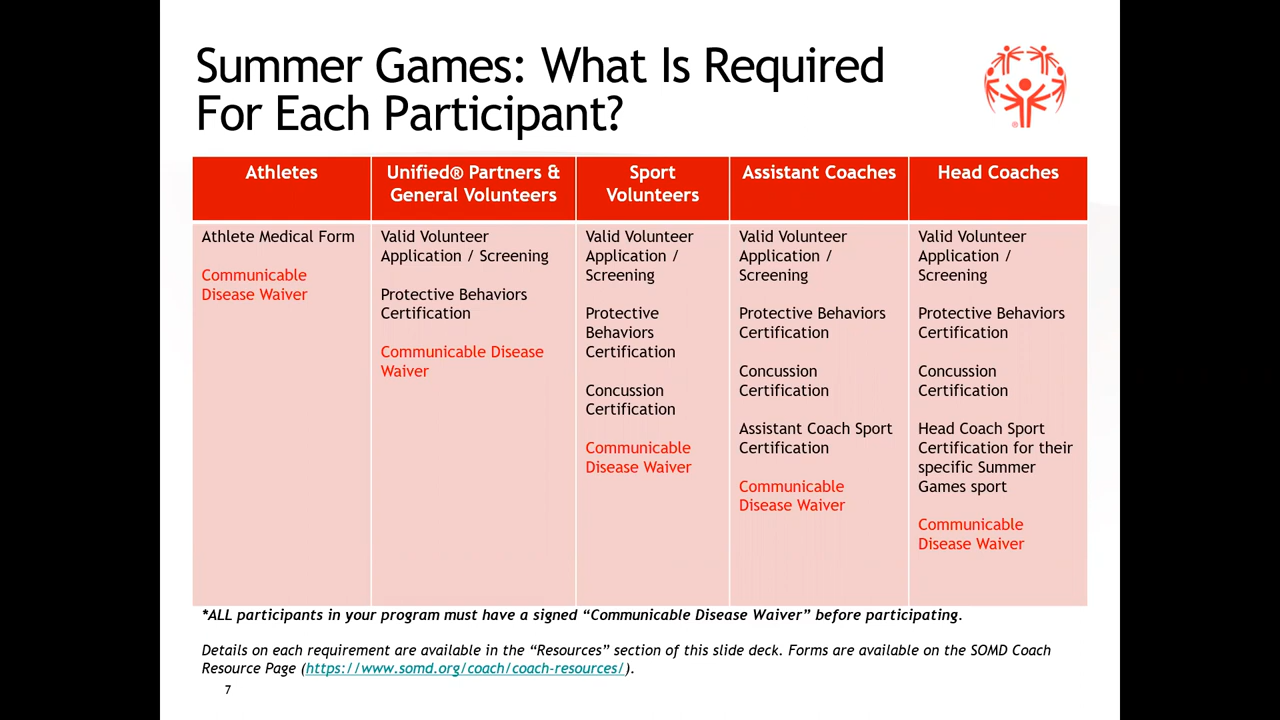 Summer Games: What Is Required
For Each Participant?
®
Athletes
Unified® Partners &
General Volunteers
Sport
Volunteers
Assistant Coaches
Head Coaches
Athlete Medical Form
Communicable
Disease Waiver
Valid Volunteer
Application / Screening
Protective Behaviors
Certification
Communicable Disease
Waiver
Valid Volunteer
Application /
Screening
Protective
Behaviors
Certification
Concussion
Certification
Communicable
Disease Waiver
Valid Volunteer
Application /
Screening
Protective Behaviors
Certification
Concussion
Certification
Assistant Coach Sport
Certification
Communicable
Disease Waiver
Valid Volunteer
Application /
Screening
Protective Behaviors
Certification
Concussion
Certification
Head Coach Sport
Certification for their
specific Summer
Games sport
Communicable
Disease Waiver
*ALL participants in your program must have a signed “Communicable Disease Waiver” before participating.
Details on each requirement are available in the “Resources” section of this slide deck. Forms are available on the SOMD Coach
Resource Page (https://www.somd.org/coach/coach-resources/).
7